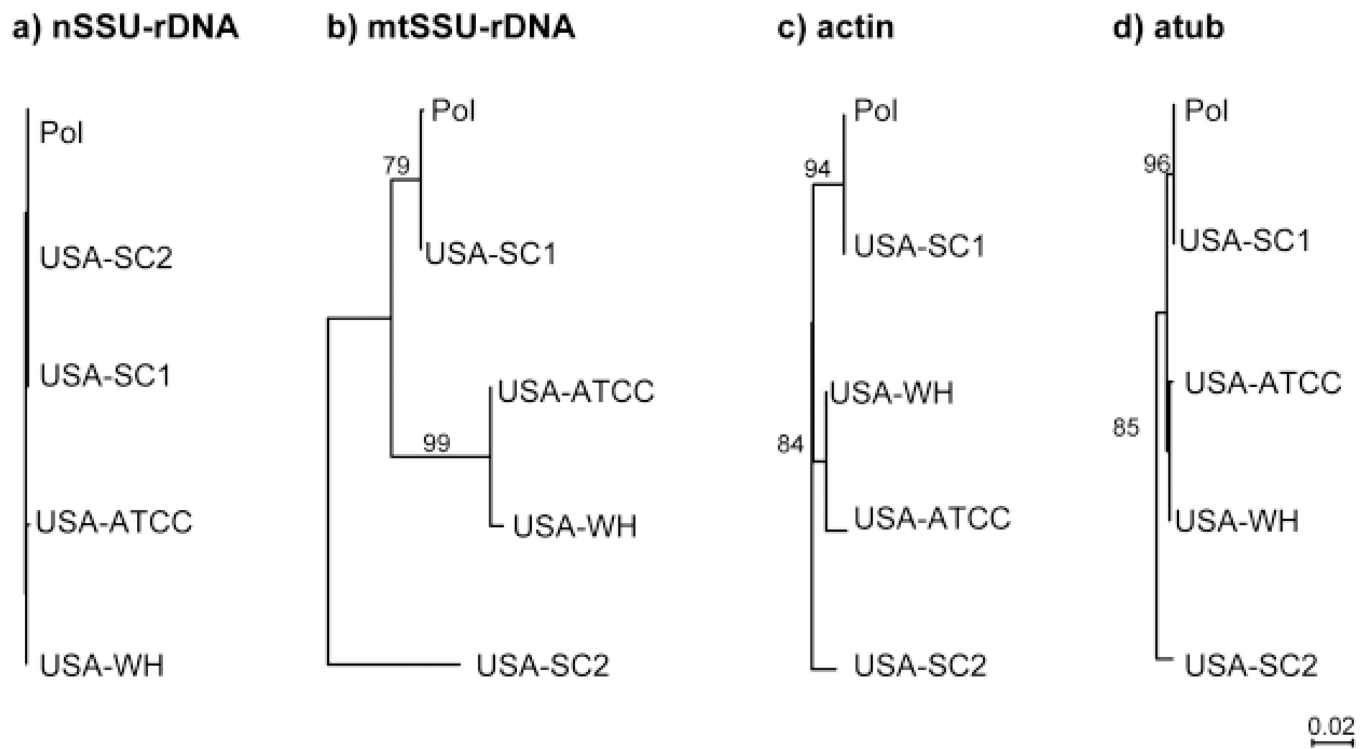 a) nSSU-rDNA
Pol
USA-SC2
USA-SC1
USA-ATCC
USA-WH
b) mtSSU-rDNA
Pol
79
USA-SC1
USA-ATCC
99
USA-WH
USA-SC2
c) actin
Pol
94
USA-SC1
USA-WH
84
USA-ATCC
USA-SC2
d) atub
Pol
96
USA-SC1
USA-ATCC
85
USA-WH
USA-SC2
0.02